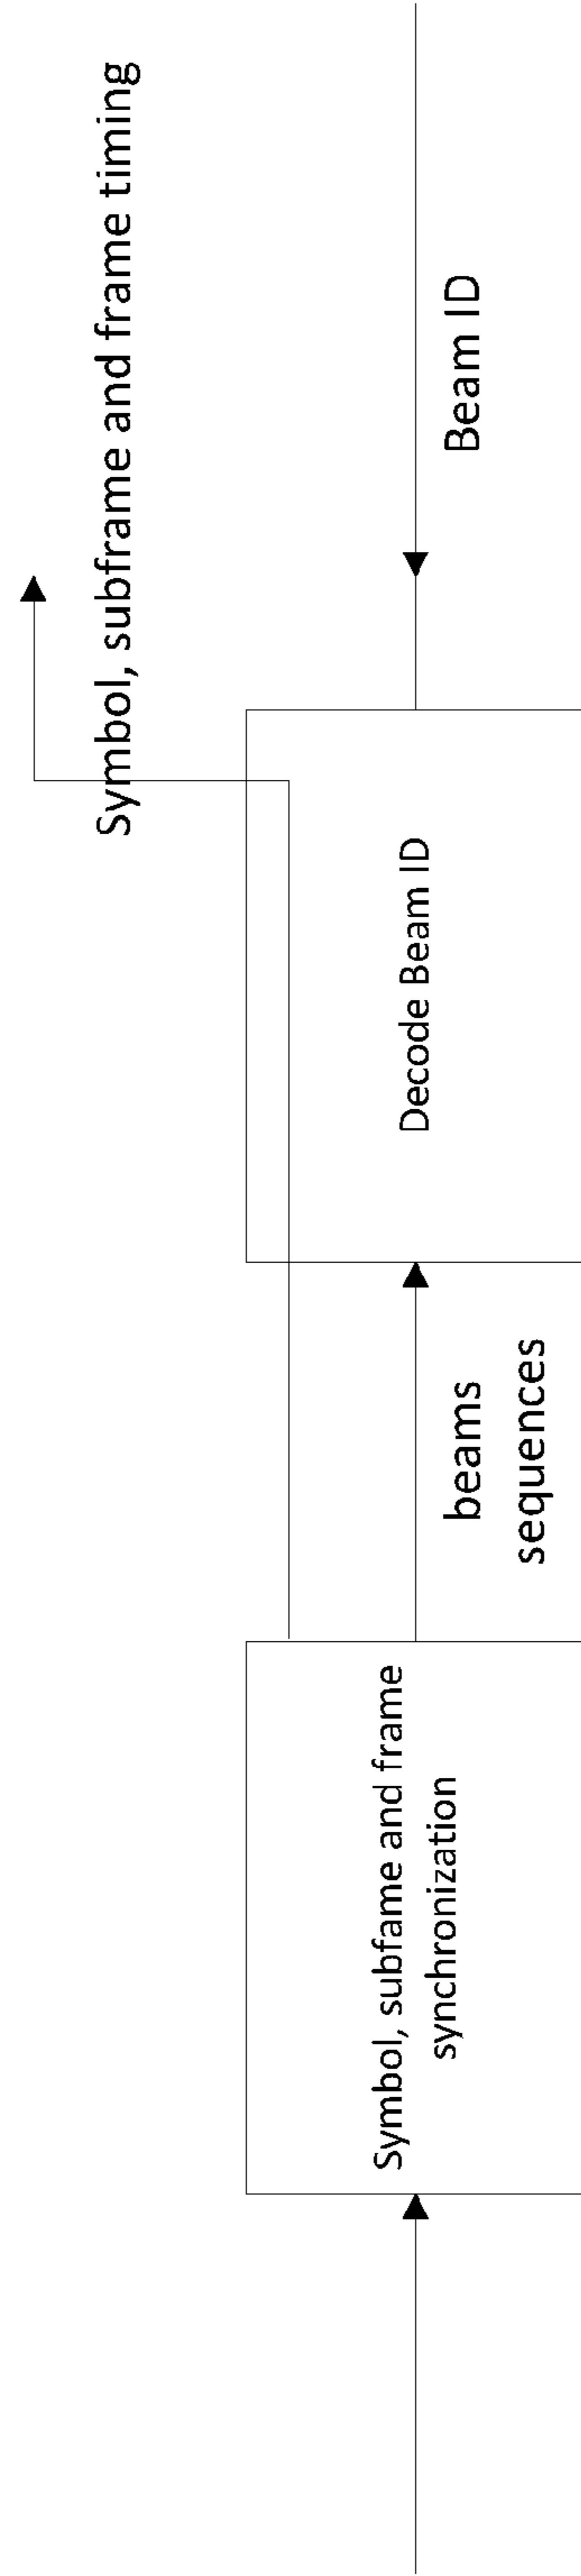 Symbol, subframe and frame timing
Symbol, subfame and frame
synchronization
beams
sequences
Decode Beam ID
Beam ID